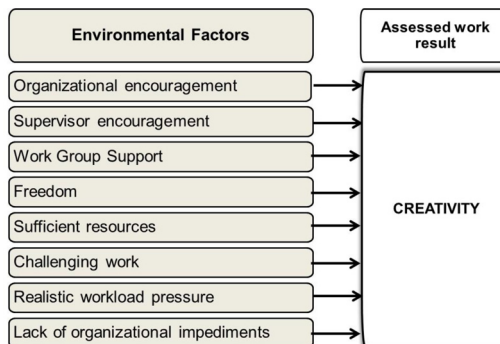 Environmental Factors
Assessed work
result
Organizational encouragement
Supervisor encouragement
Work Group Support
Freedom
Sufficient resources
Challenging work
Realistic workload pressure
Lack of organizational impediments
CREATIVITY